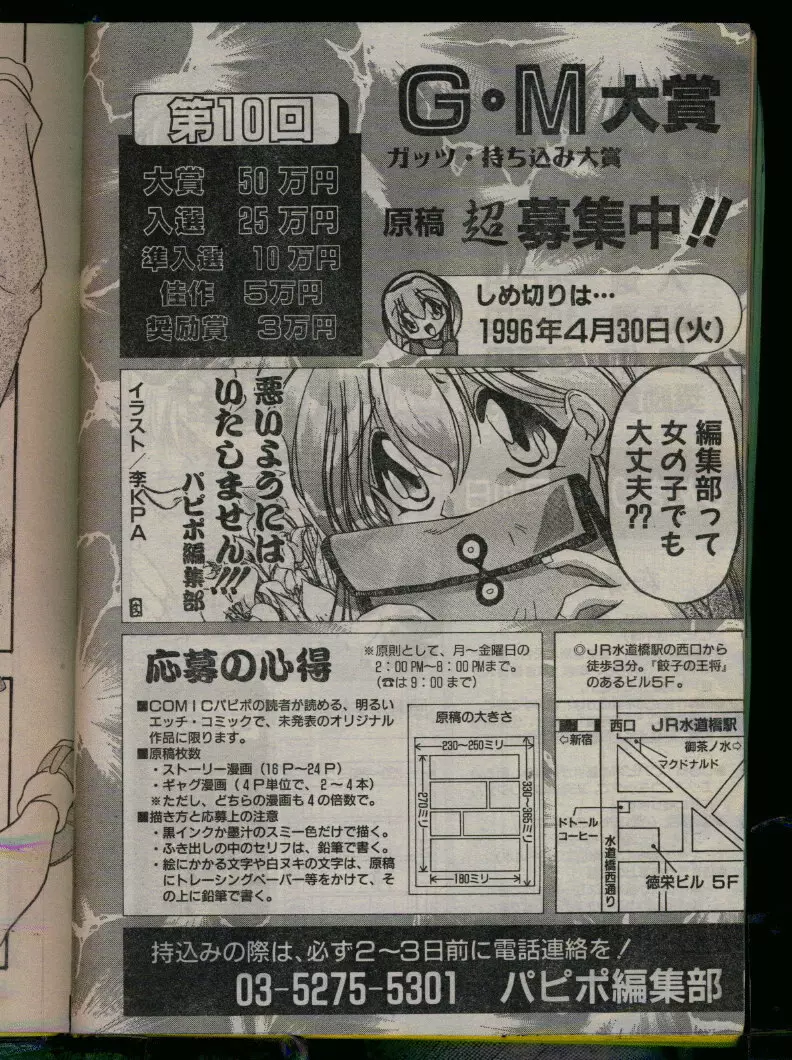 第10回
大賞 50万円
入選 25万円
準入選 10万円
佳作 5万円
奨励賞 3万円
G・M大賞
ガッツ・持ち込み大賞
原稿 超 募集中!!
しめ切りは…
1996年4月30日(火)
編集部って
女の子でも
大丈夫??
悪いようには
いたしません!!!
パピポ編集部
イラスト/李KPA
応募の心得
※原則として、月〜金曜日の
2:00PM〜8:00PMまで。
(☎は9:00まで)
■COMICパピポの読者が読める、明るい
エッチ・コミックで、未発表のオリジナル
作品に限ります。
■原稿枚数
・ストーリー漫画(16P〜24P)
・ギャグ漫画(4P単位で、2〜4本)
※ただし、どちらの漫画も4の倍数で。
■描き方と応募上の注意
・黒インクか墨汁のスミ一色だけで描く。
・ふき出しの中のセリフは、鉛筆で書く。
・絵にかかる文字や白ヌキの文字は、原稿
にトレーシングペーパー等をかけて、そ
の上に鉛筆で書く。
原稿の大きさ
230〜250ミリ
270ミリ
330〜365ミリ
180ミリ
◎JR水道橋駅の西口から
徒歩3分。『餃子の王将』
のあるビル5F。
西口 JR水道橋駅
⇦新宿
御茶ノ水⇨
マクドナルド
ドトール
コーヒー
水道橋西通り
徳栄ビル 5F
持込みの際は、必ず2〜3日前に電話連絡を!
03-5275-5301 パピポ編集部